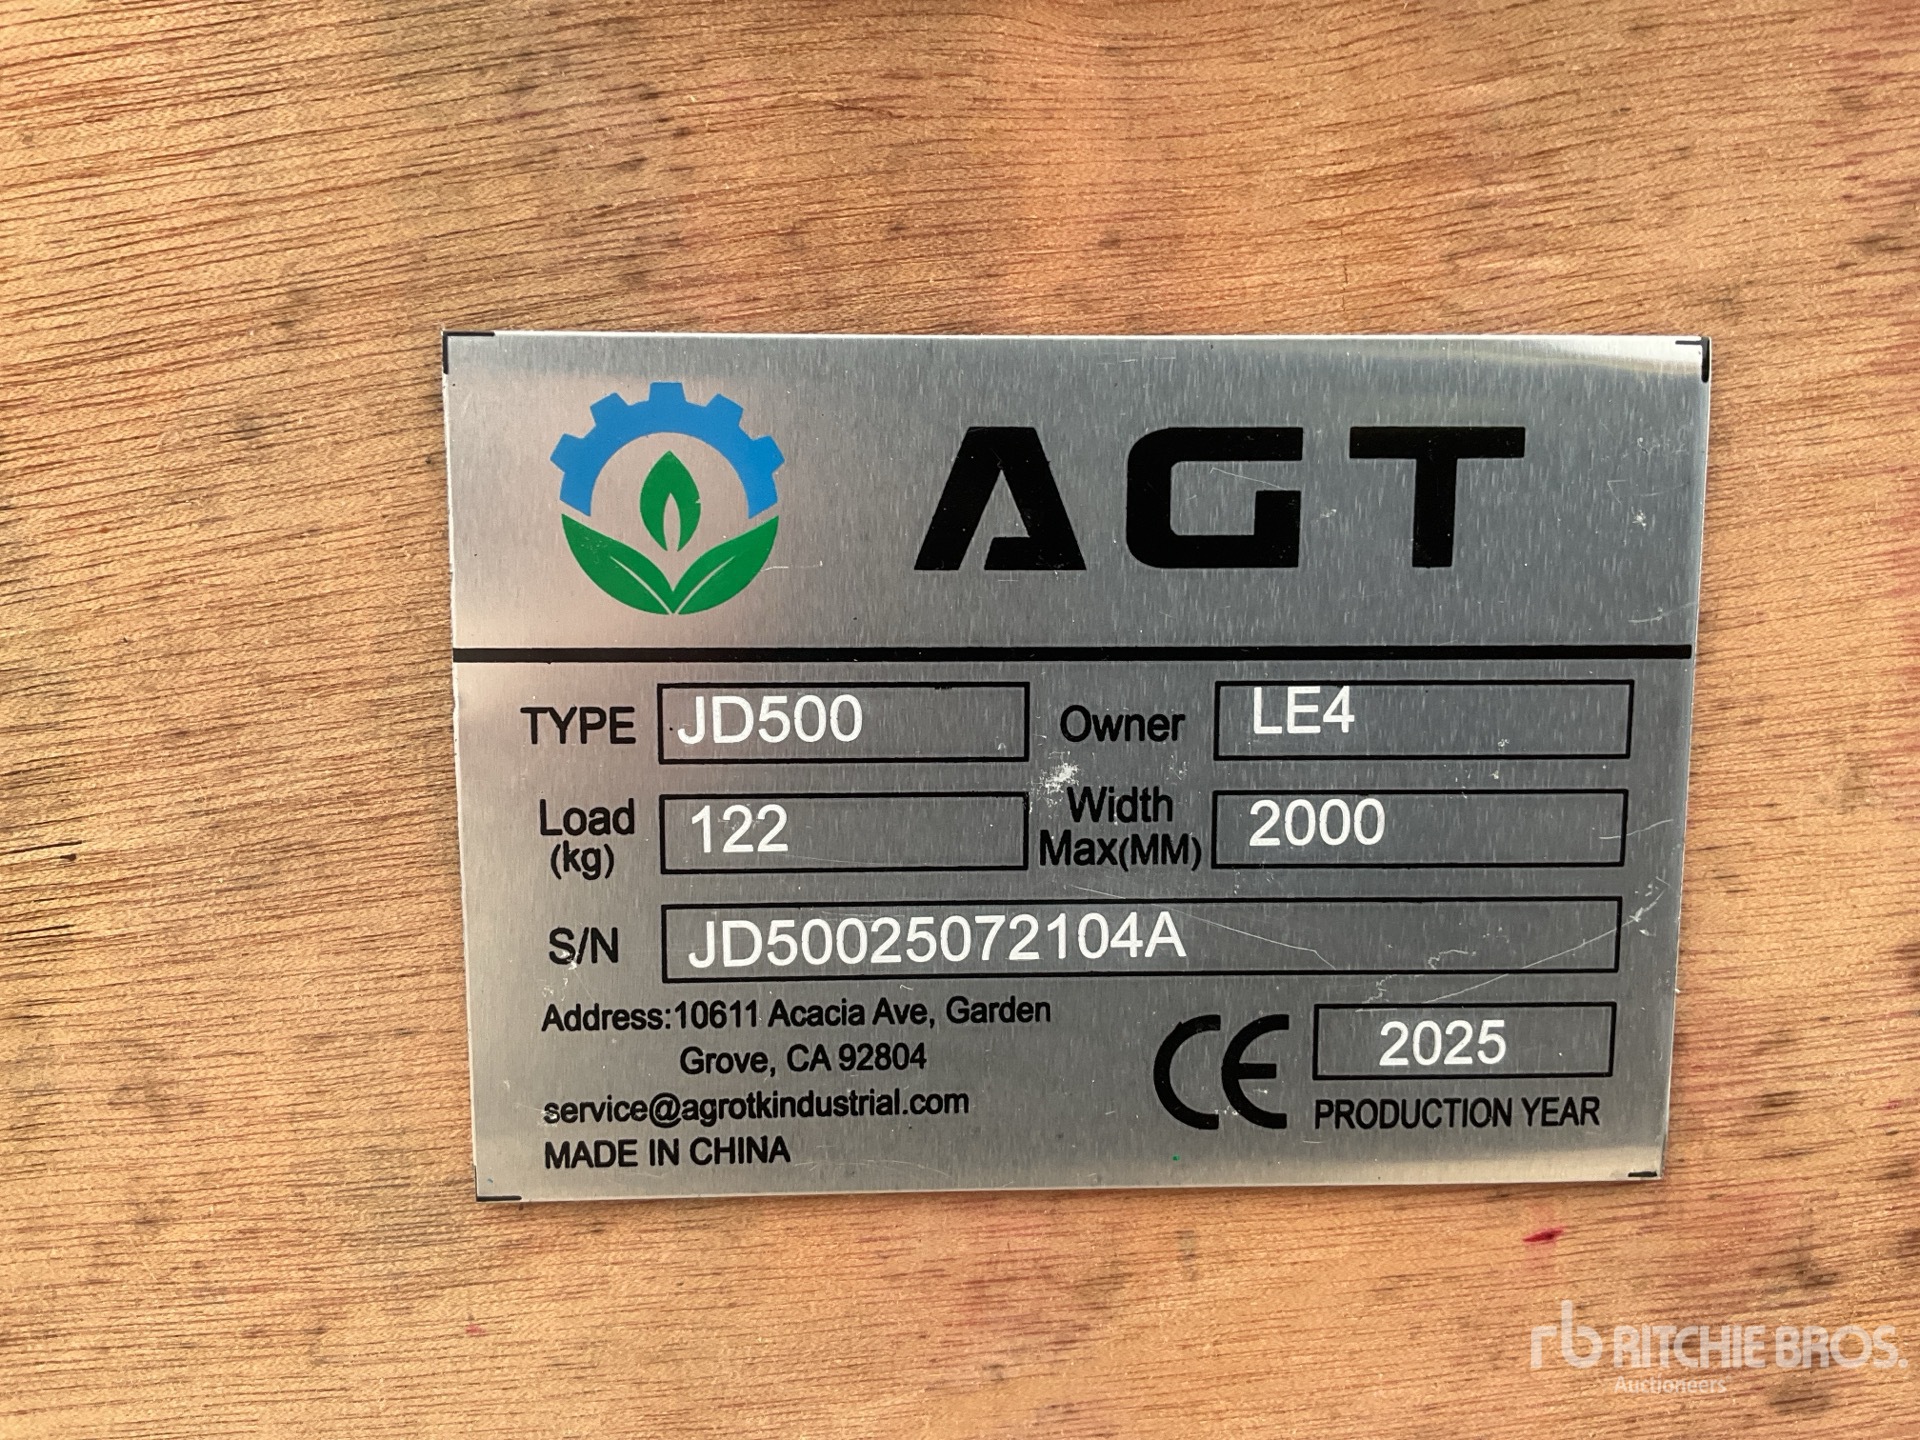 AGT
TYPE JD500 Owner LE4
Load (kg) 122 Width Max(MM) 2000
S/N JD50025072104A
Address:10611 Acacia Ave, Garden
Grove, CA 92804
service@agrotkindustrial.com
MADE IN CHINA
CE 2025
PRODUCTION YEAR
rb RITCHIE BROS.
Auctioneers